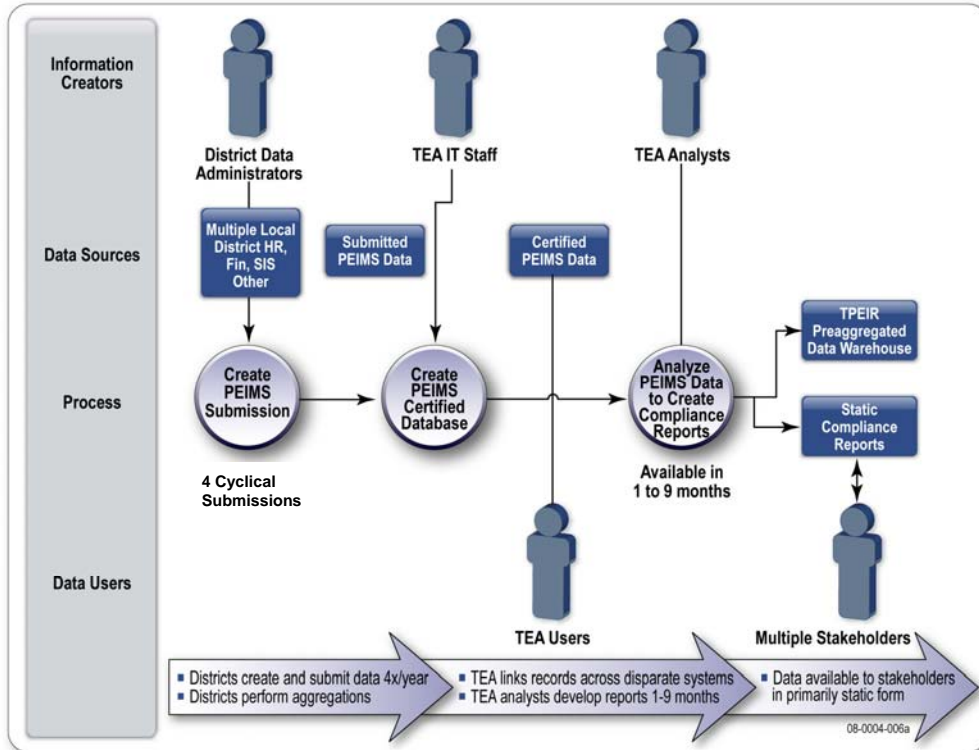 Information
Creators
District Data
Administrators
TEA IT Staff
TEA Analysts
Data Sources
Multiple Local
District HR,
Fin, SIS
Other
Submitted
PEIMS Data
Certified
PEIMS Data
TPEIR
Preaggregated
Data Warehouse
Process
Create
PEIMS
Submission
Create
PEIMS
Certified
Database
Analyze
PEIMS Data
to Create
Compliance
Reports
Static
Compliance
Reports
4 Cyclical
Submissions
Available in
1 to 9 months
Data Users
TEA Users
Multiple Stakeholders
Districts create and submit data 4x/year
Districts perform aggregations
TEA links records across disparate systems
TEA analysts develop reports 1-9 months
Data available to stakeholders
in primarily static form
08-0004-006a